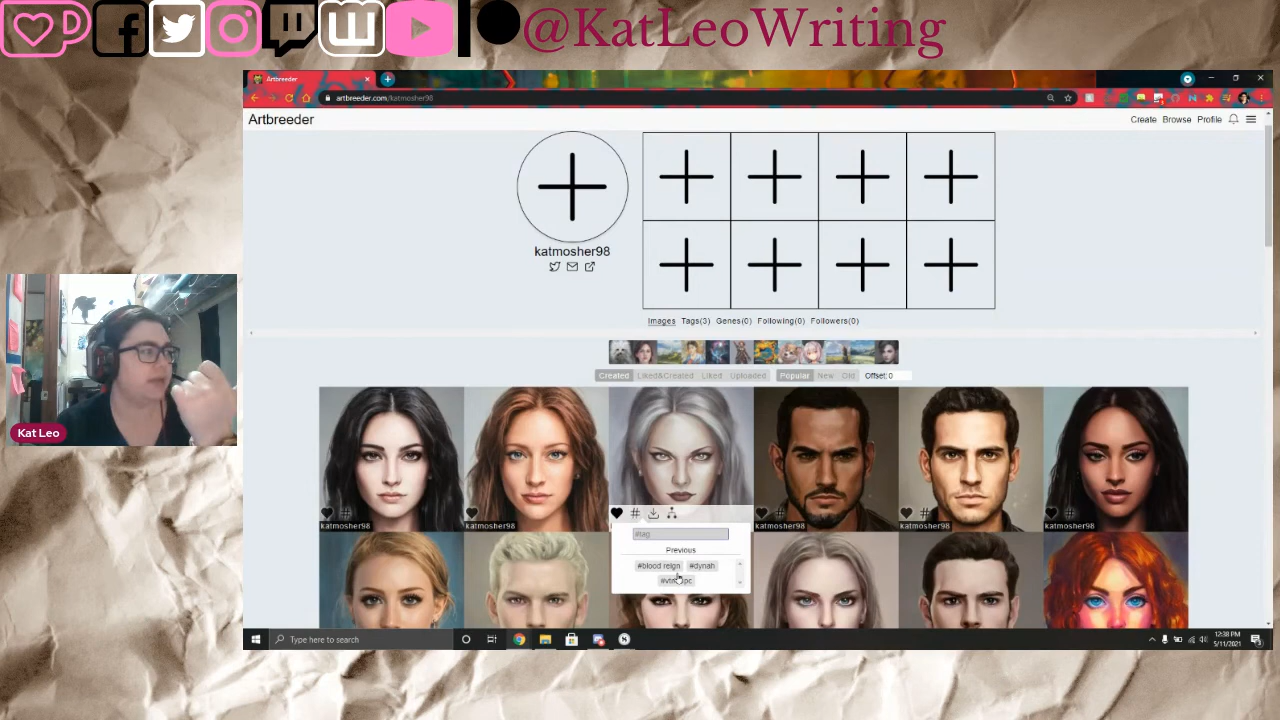 @KatLeoWriting
Artbreeder
artbreeder.com/katmosher98
Artbreeder
Create Browse Profile
katmosher98
Images Tags(3) Genes(0) Following(0) Followers(0)
Created Liked&Created Liked Uploaded Popular New Old Offset: 0
katmosher98 katmosher98 katmosher98 katmosher98 katmosher98
#tag
Previous
#blood reign #dynah
Kat Leo
Type here to search
12:38 PM
5/11/2021